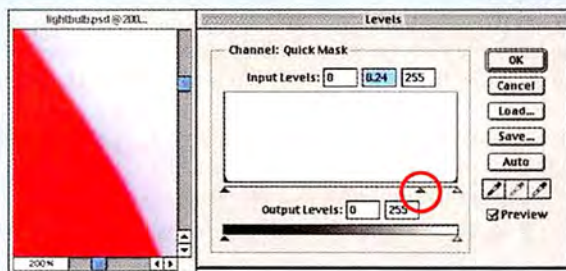 lightbulb.psd @ 200...
Levels
Channel: Quick Mask
Input Levels: 0 0.24 255
OK
Cancel
Load...
Save...
Auto
Output Levels: 0 255
Preview
200%